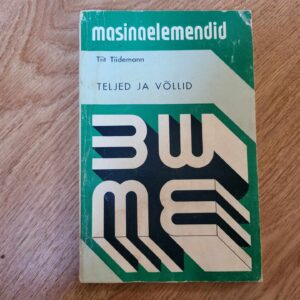 masinaelemendid
Tiit Tiidemann
TELJED JA VÕLLID